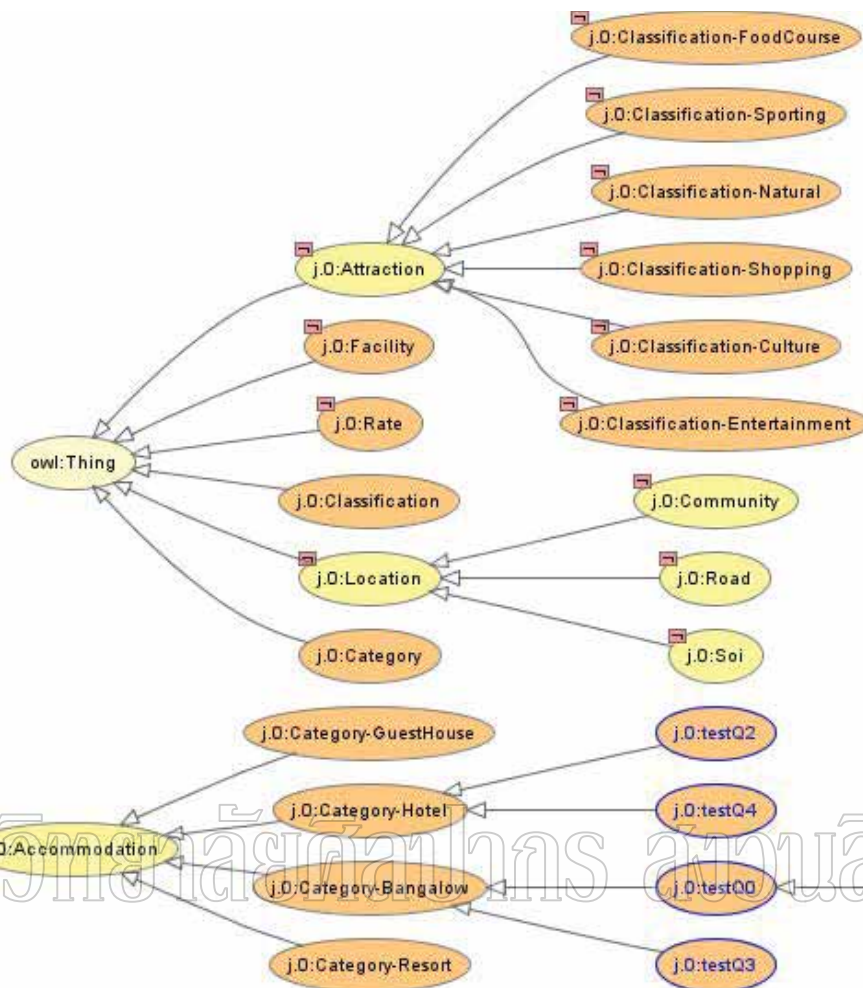 j.0:Classification-FoodCourse
j.0:Classification-Sporting
j.0:Classification-Natural
j.0:Attraction
j.0:Classification-Shopping
j.0:Facility
j.0:Classification-Culture
j.0:Rate
j.0:Classification-Entertainment
owl:Thing
j.0:Classification
j.0:Community
j.0:Location
j.0:Road
j.0:Category
j.0:Soi
j.0:Category-GuestHouse
j.0:testQ2
j.0:Category-Hotel
j.0:testQ4
0:Accommodation
j.0:Category-Bangalow
j.0:testQ0
j.0:Category-Resort
j.0:testQ3